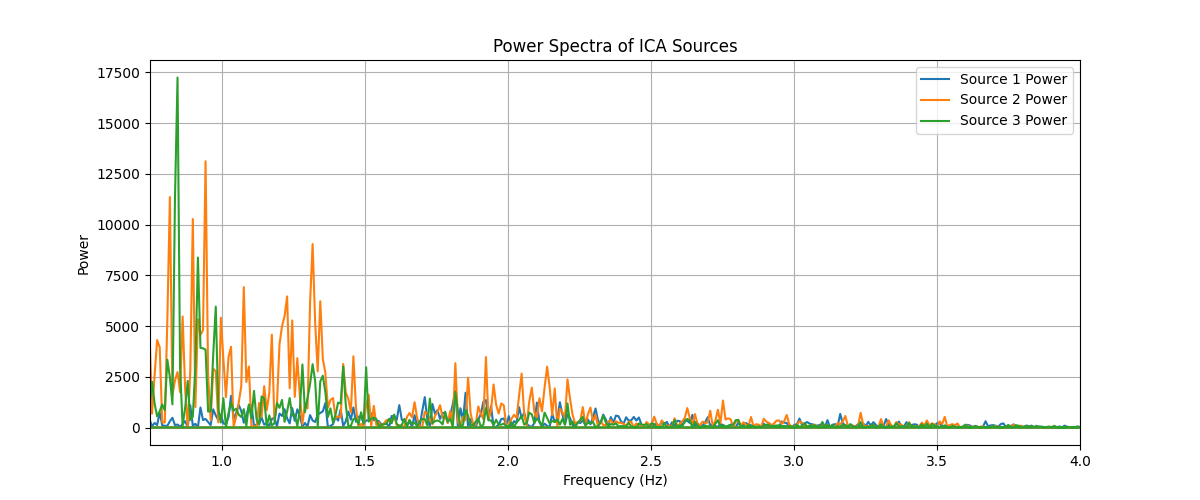 Power Spectra of ICA Sources
Source 1 Power
Source 2 Power
Source 3 Power
17500
15000
12500
10000
7500
5000
2500
0
Power
1.0 1.5 2.0 2.5 3.0 3.5 4.0
Frequency (Hz)